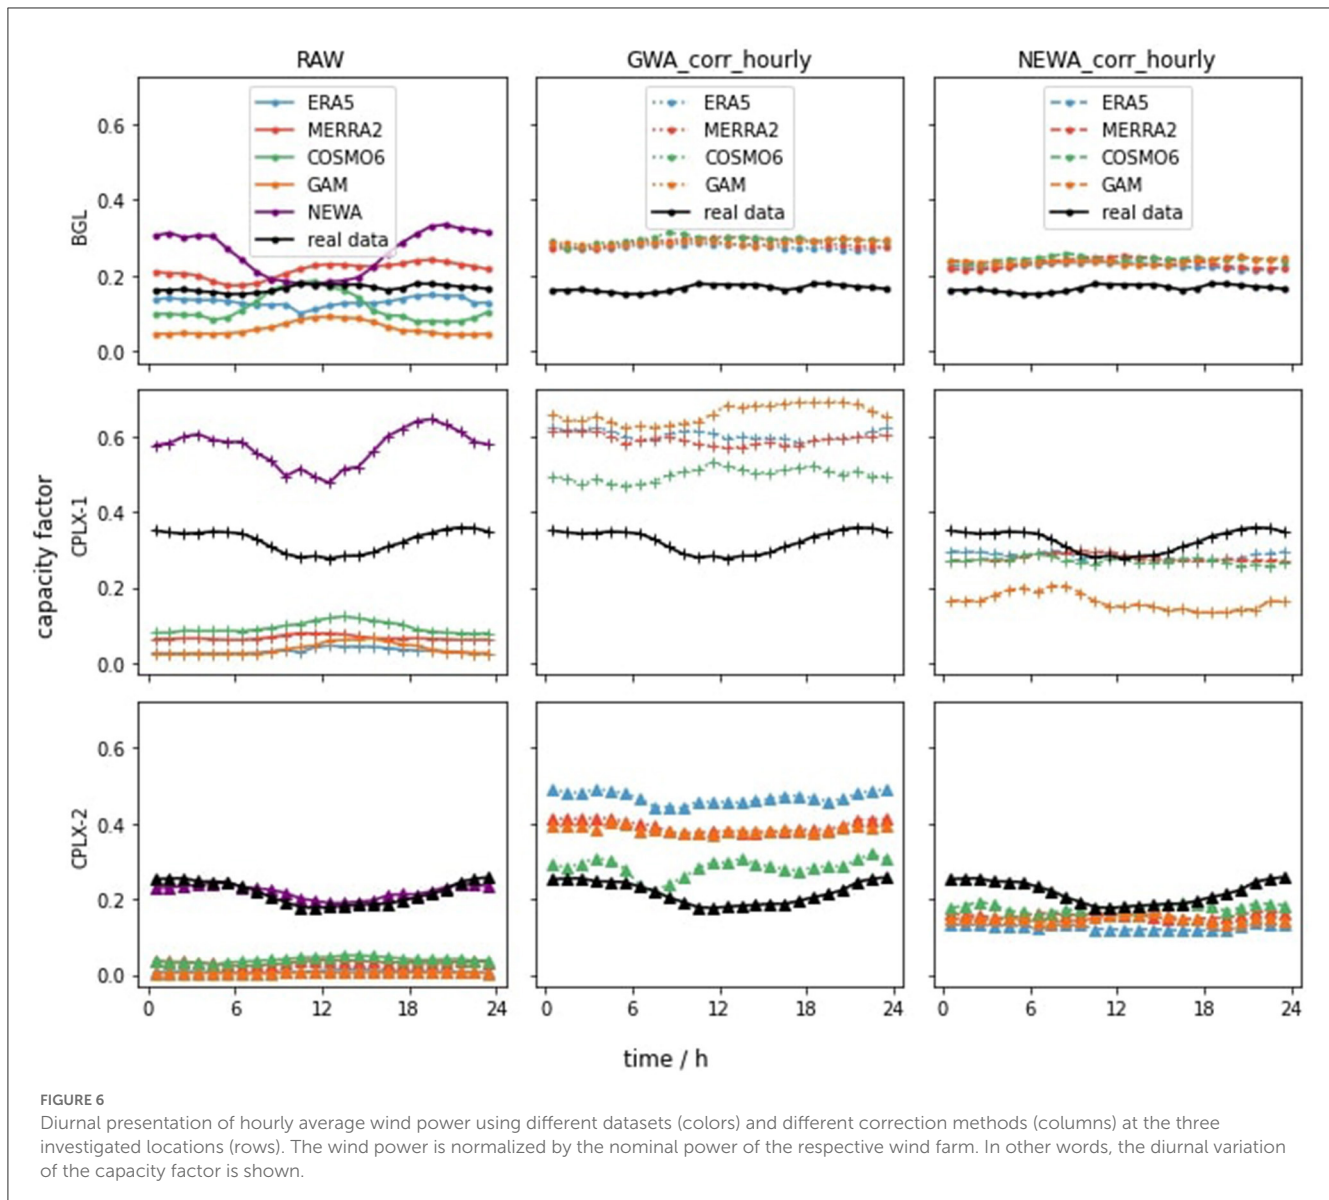 RAW
GWA_corr_hourly
NEWA_corr_hourly
ERA5
MERRA2
COSMO6
GAM
NEWA
real data
ERA5
MERRA2
COSMO6
GAM
real data
ERA5
MERRA2
COSMO6
GAM
real data
0.6
0.4
0.2
0.0
BGL
0.6
0.4
0.2
0.0
CPLX-1
capacity factor
0.6
0.4
0.2
0.0
CPLX-2
0 6 12 18 24
0 6 12 18 24
0 6 12 18 24
time / h
FIGURE 6
Diurnal presentation of hourly average wind power using different datasets (colors) and different correction methods (columns) at the three
investigated locations (rows). The wind power is normalized by the nominal power of the respective wind farm. In other words, the diurnal variation
of the capacity factor is shown.